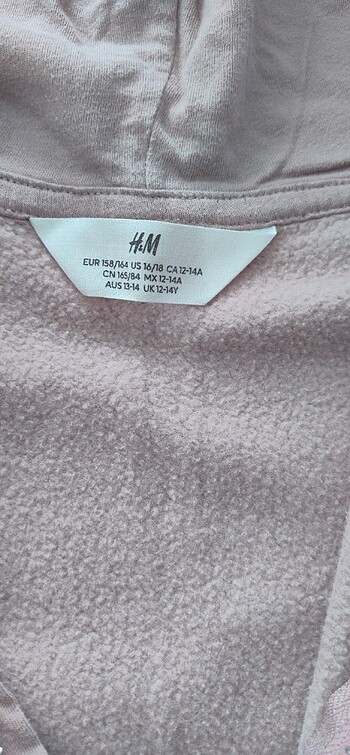 H&M
EUR 158/164 US 16/18 CA 12-14A
CN 165/84 MX 12-14A
AUS 13-14 UK 12-14Y